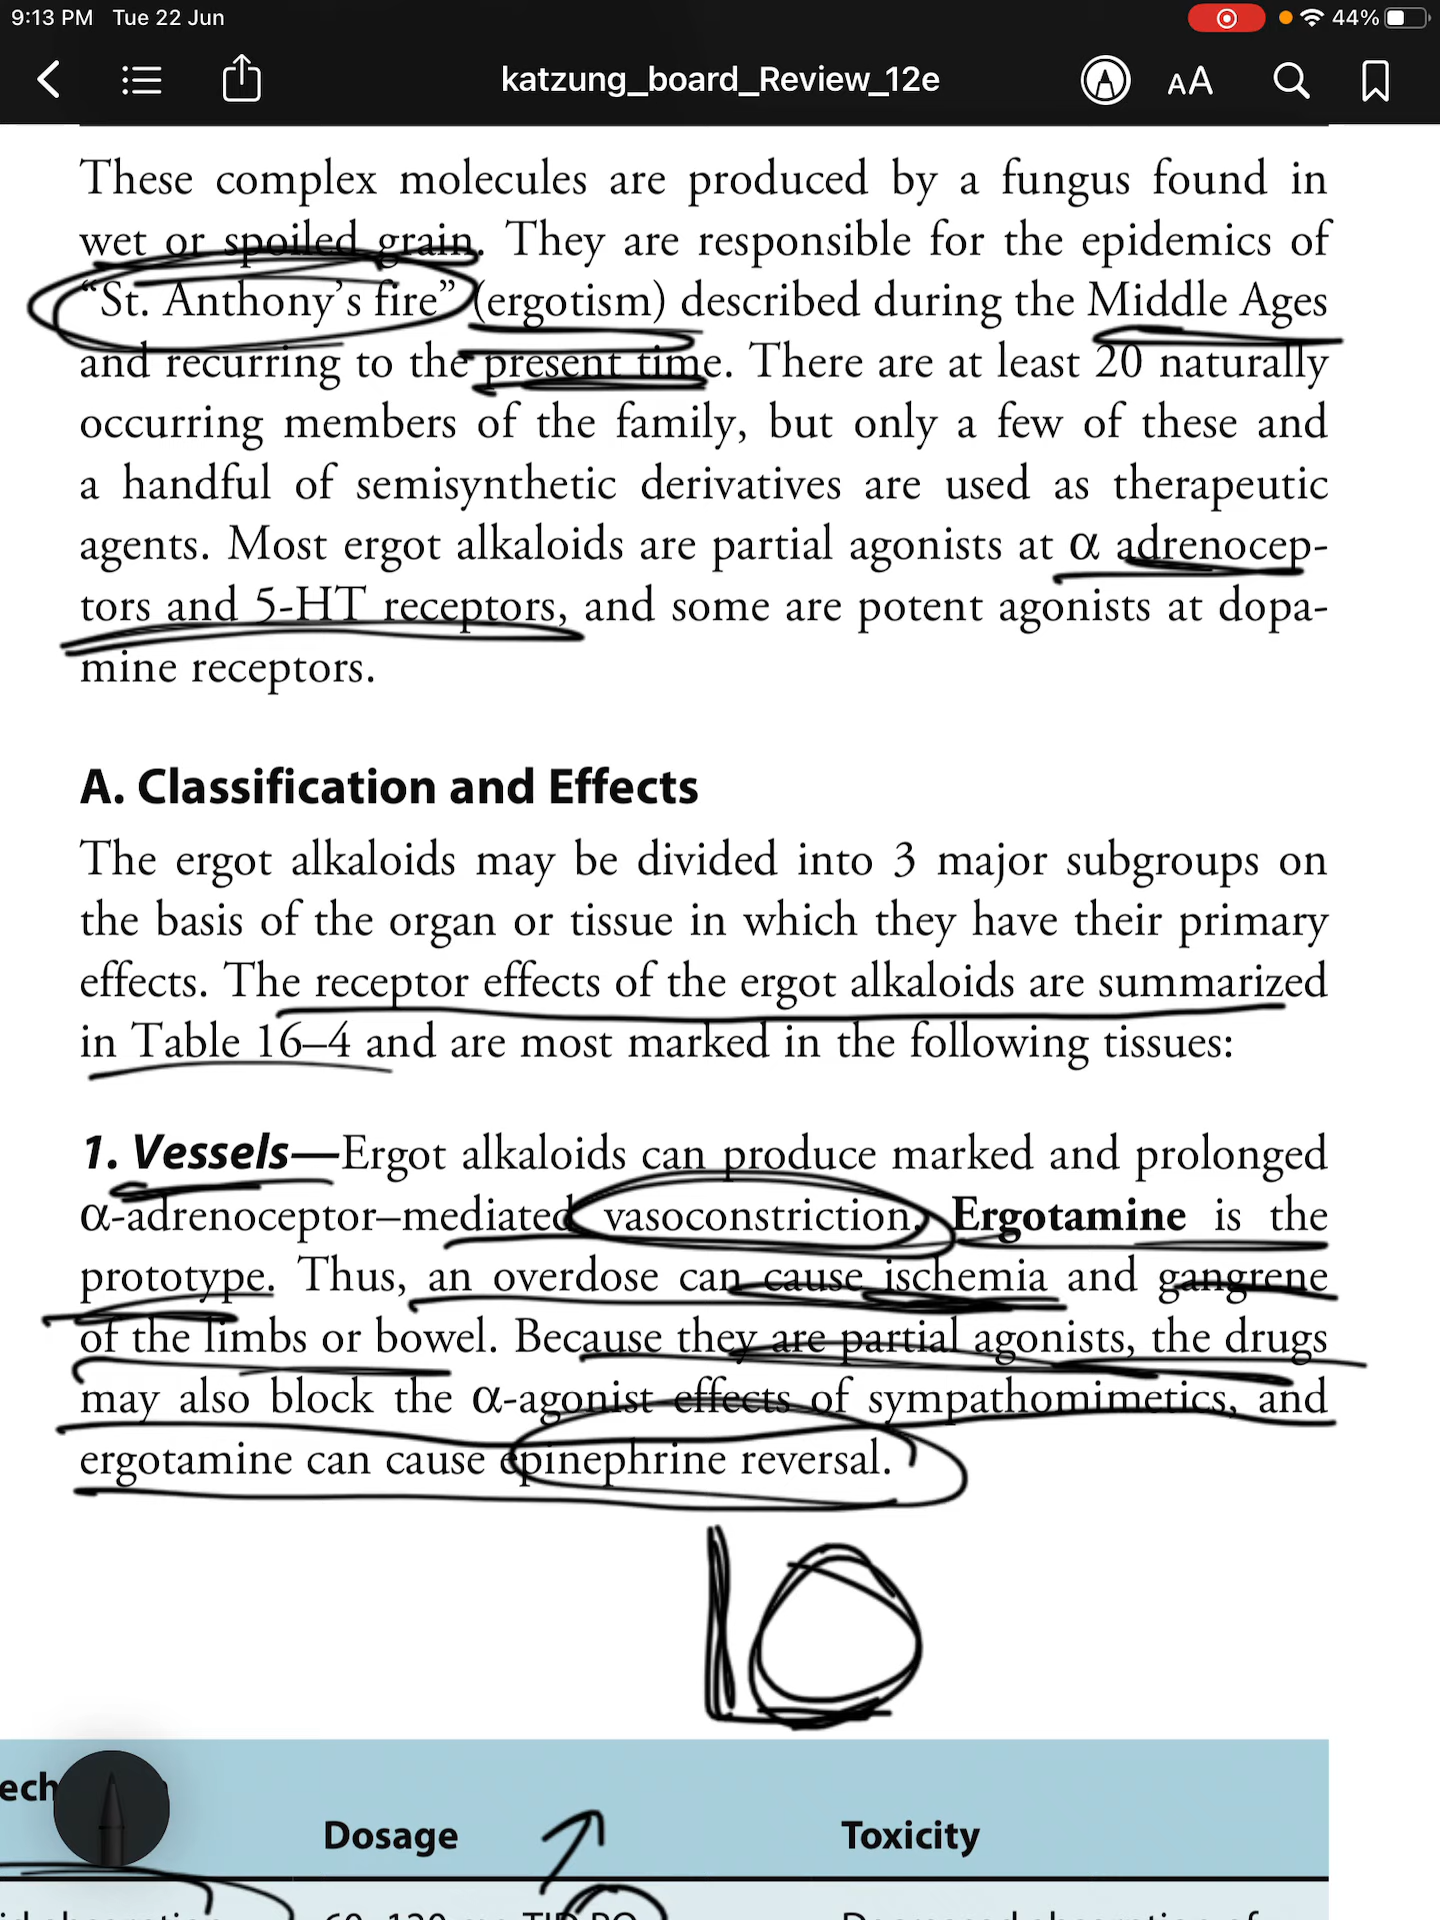 9:13 PM Tue 22 Jun
44%
katzung_board_Review_12e
AA
These complex molecules are produced by a fungus found in
wet or spoiled grain. They are responsible for the epidemics of
“St. Anthony’s fire” (ergotism) described during the Middle Ages
and recurring to the present time. There are at least 20 naturally
occurring members of the family, but only a few of these and
a handful of semisynthetic derivatives are used as therapeutic
agents. Most ergot alkaloids are partial agonists at α adrenocep-
tors and 5-HT receptors, and some are potent agonists at dopa-
mine receptors.
A. Classification and Effects
The ergot alkaloids may be divided into 3 major subgroups on
the basis of the organ or tissue in which they have their primary
effects. The receptor effects of the ergot alkaloids are summarized
in Table 16–4 and are most marked in the following tissues:
1. Vessels—Ergot alkaloids can produce marked and prolonged
α-adrenoceptor–mediated vasoconstriction. Ergotamine is the
prototype. Thus, an overdose can cause ischemia and gangrene
of the limbs or bowel. Because they are partial agonists, the drugs
may also block the α-agonist effects of sympathomimetics, and
ergotamine can cause epinephrine reversal.
Dosage Toxicity